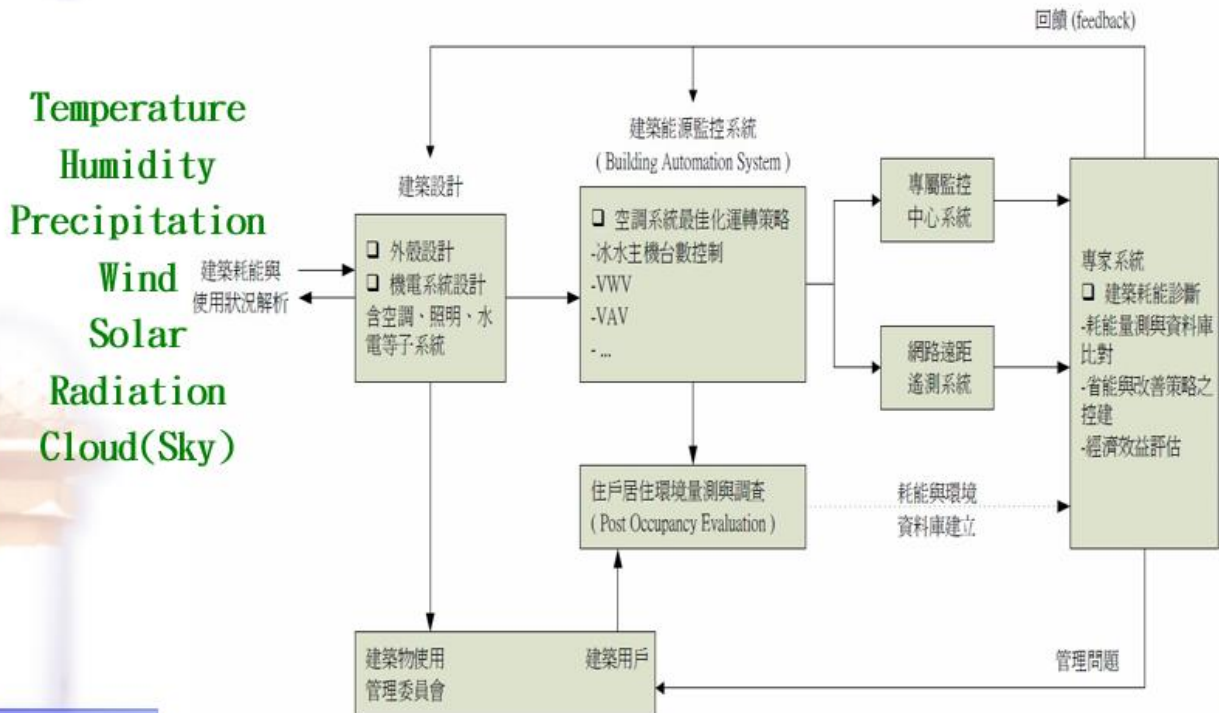 回饋 (feedback)
Temperature
Humidity
Precipitation
Wind
Solar
Radiation
Cloud(Sky)
建築耗能與
使用狀況解析
建築設計
❑ 外殼設計
❑ 機電系統設計
含空調、照明、水
電等子系統
建築能源監控系統
( Building Automation System )
❑ 空調系統最佳化運轉策略
-冰水主機台數控制
-VWV
-VAV
- ...
專屬監控
中心系統
網路遠距
遙測系統
專家系統
❑ 建築耗能診斷
-耗能量測與資料庫
比對
-省能與改善策略之
控建
-經濟效益評估
住戶居住環境量測與調查
( Post Occupancy Evaluation )
耗能與環境
資料庫建立
建築物使用
管理委員會
建築用戶
管理問題